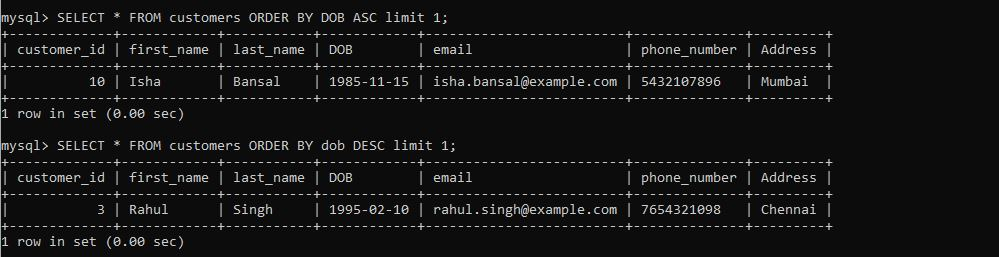 mysql> SELECT * FROM customers ORDER BY DOB ASC limit 1;
+-------------+------------+-----------+------------+-------------------------+--------------+---------+
| customer_id | first_name | last_name | DOB        | email                   | phone_number | Address |
+-------------+------------+-----------+------------+-------------------------+--------------+---------+
|          10 | Isha       | Bansal    | 1985-11-15 | isha.bansal@example.com | 5432107896   | Mumbai  |
+-------------+------------+-----------+------------+-------------------------+--------------+---------+
1 row in set (0.00 sec)

mysql> SELECT * FROM customers ORDER BY dob DESC limit 1;
+-------------+------------+-----------+------------+-------------------------+--------------+---------+
| customer_id | first_name | last_name | DOB        | email                   | phone_number | Address |
+-------------+------------+-----------+------------+-------------------------+--------------+---------+
|           3 | Rahul      | Singh     | 1995-02-10 | rahul.singh@example.com | 7654321098   | Chennai |
+-------------+------------+-----------+------------+-------------------------+--------------+---------+
1 row in set (0.00 sec)